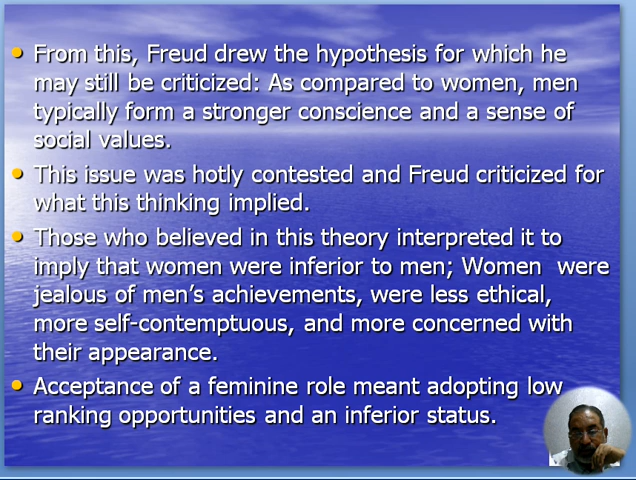 From this, Freud drew the hypothesis for which he
may still be criticized: As compared to women, men
typically form a stronger conscience and a sense of
social values.
This issue was hotly contested and Freud criticized for
what this thinking implied.
Those who believed in this theory interpreted it to
imply that women were inferior to men; Women  were
jealous of men's achievements, were less ethical,
more self-contemptuous, and more concerned with
their appearance.
Acceptance of a feminine role meant adopting low
ranking opportunities and an inferior status.